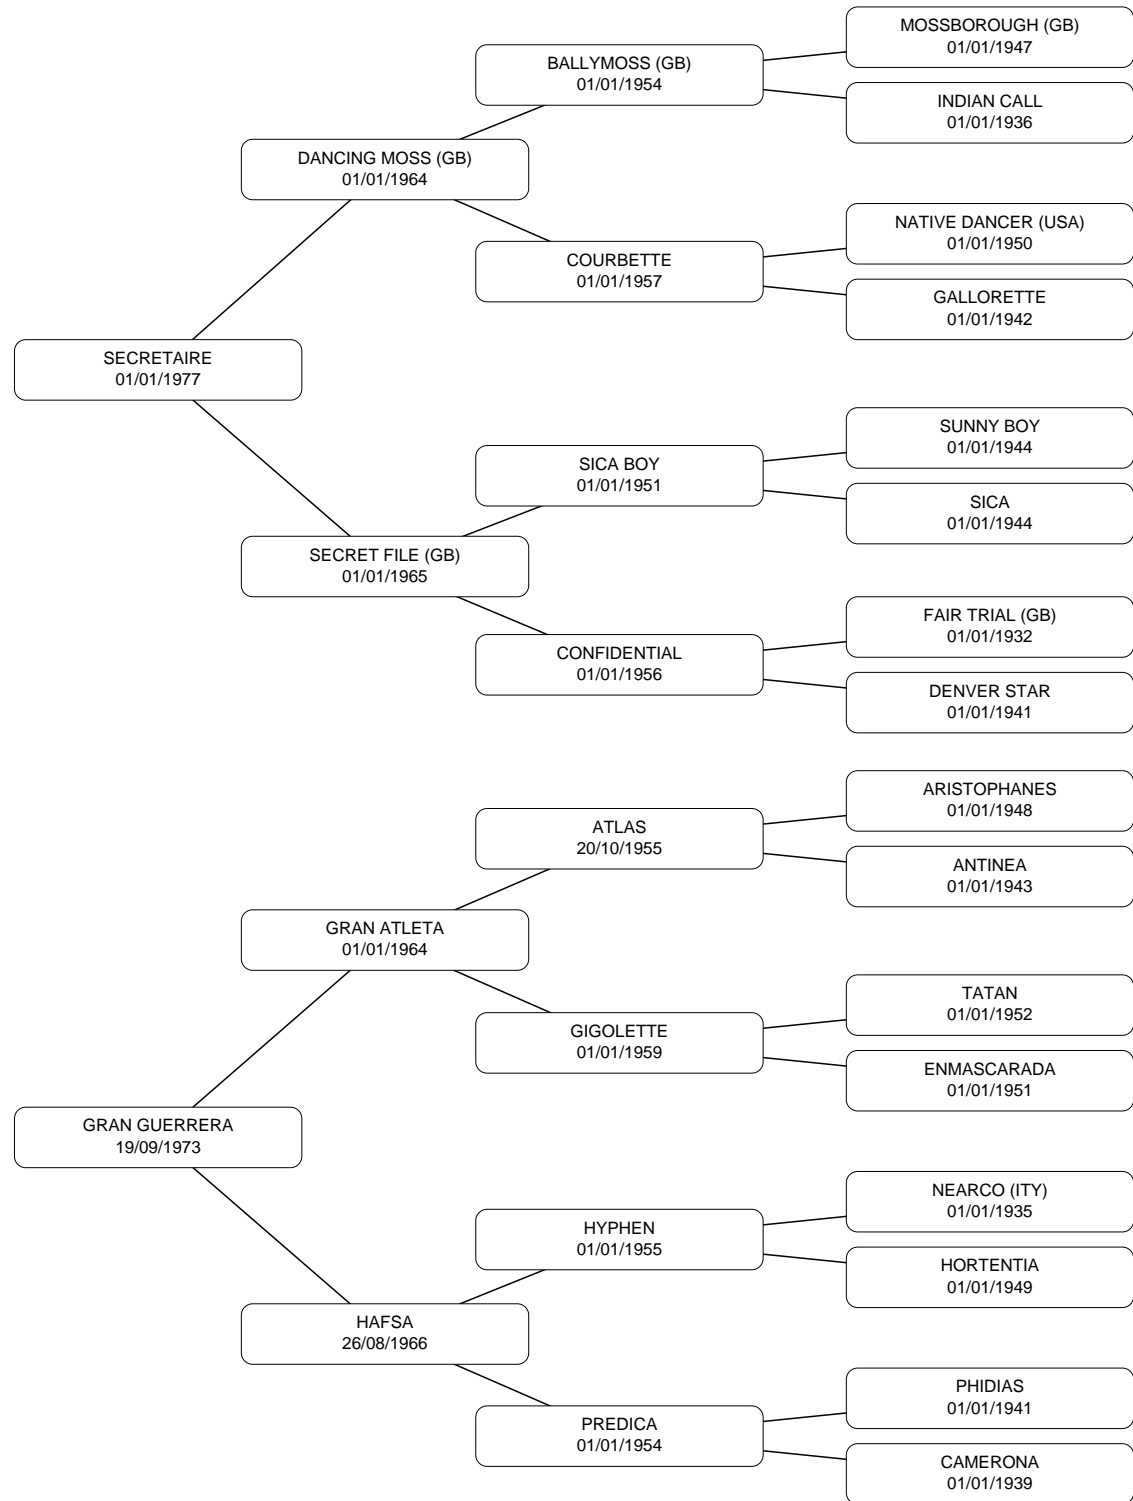 MOSSBOROUGH (GB)
01/01/1947
BALLYMOSS (GB)
01/01/1954
INDIAN CALL
01/01/1936
DANCING MOSS (GB)
01/01/1964
NATIVE DANCER (USA)
01/01/1950
COURBETTE
01/01/1957
GALLORETTE
01/01/1942
SECRETAIRE
01/01/1977
SUNNY BOY
01/01/1944
SICA BOY
01/01/1951
SICA
01/01/1944
SECRET FILE (GB)
01/01/1965
FAIR TRIAL (GB)
01/01/1932
CONFIDENTIAL
01/01/1956
DENVER STAR
01/01/1941
ARISTOPHANES
01/01/1948
ATLAS
20/10/1955
ANTINEA
01/01/1943
GRAN ATLETA
01/01/1964
TATAN
01/01/1952
GIGOLETTE
01/01/1959
ENMASCARADA
01/01/1951
GRAN GUERRERA
19/09/1973
NEARCO (ITY)
01/01/1935
HYPHEN
01/01/1955
HORTENTIA
01/01/1949
HAFSA
26/08/1966
PHIDIAS
01/01/1941
PREDICA
01/01/1954
CAMERONA
01/01/1939